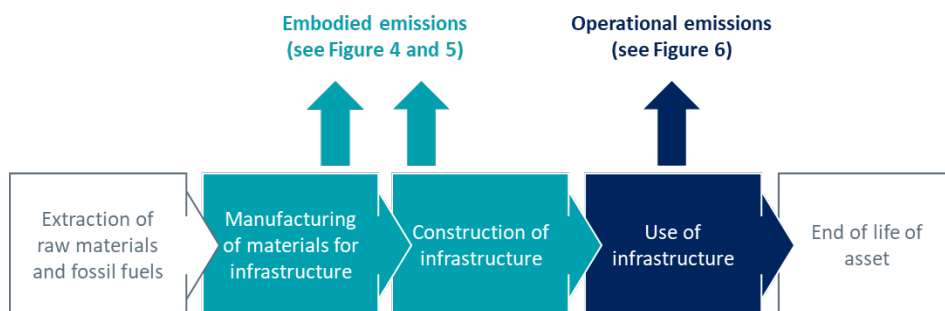 Embodied emissions
(see Figure 4 and 5)
Operational emissions
(see Figure 6)
Extraction of
raw materials
and fossil fuels
Manufacturing
of materials for
infrastructure
Construction of
infrastructure
Use of
infrastructure
End of life of
asset